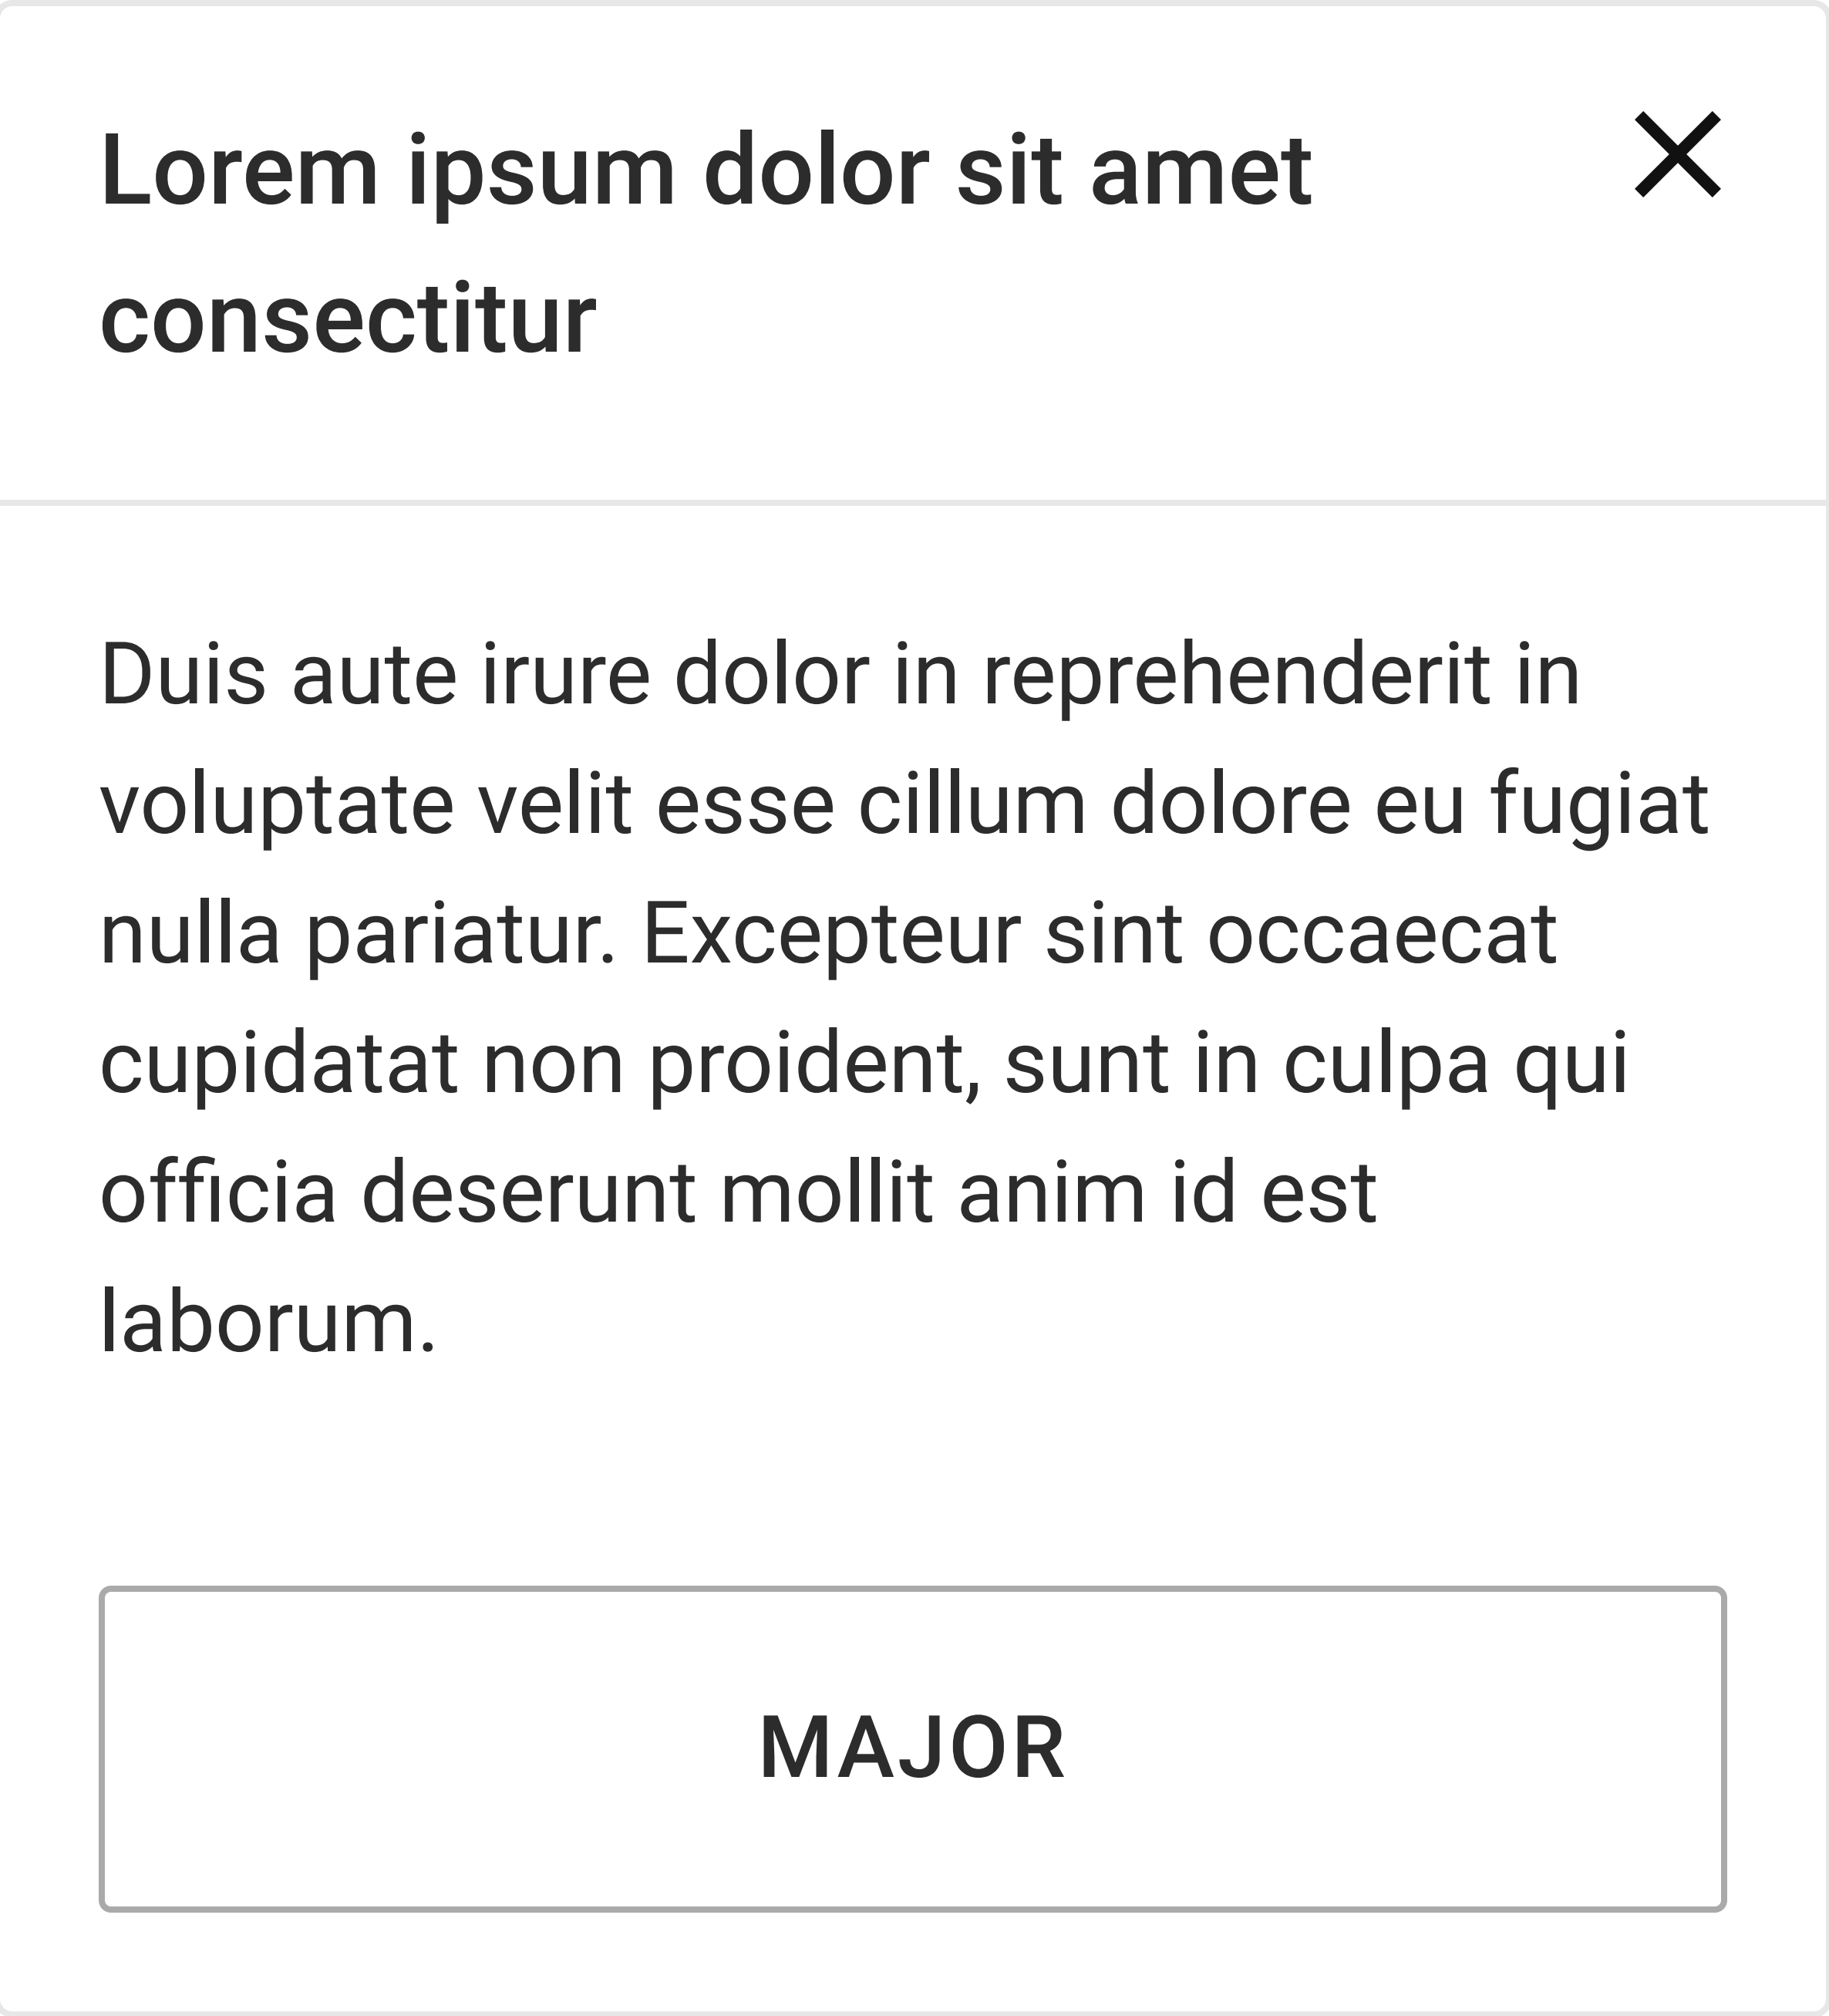 Lorem ipsum dolor sit amet
consectitur
Duis aute irure dolor in reprehenderit in
voluptate velit esse cillum dolore eu fugiat
nulla pariatur. Excepteur sint occaecat
cupidatat non proident, sunt in culpa qui
officia deserunt mollit anim id est
laborum.
MAJOR